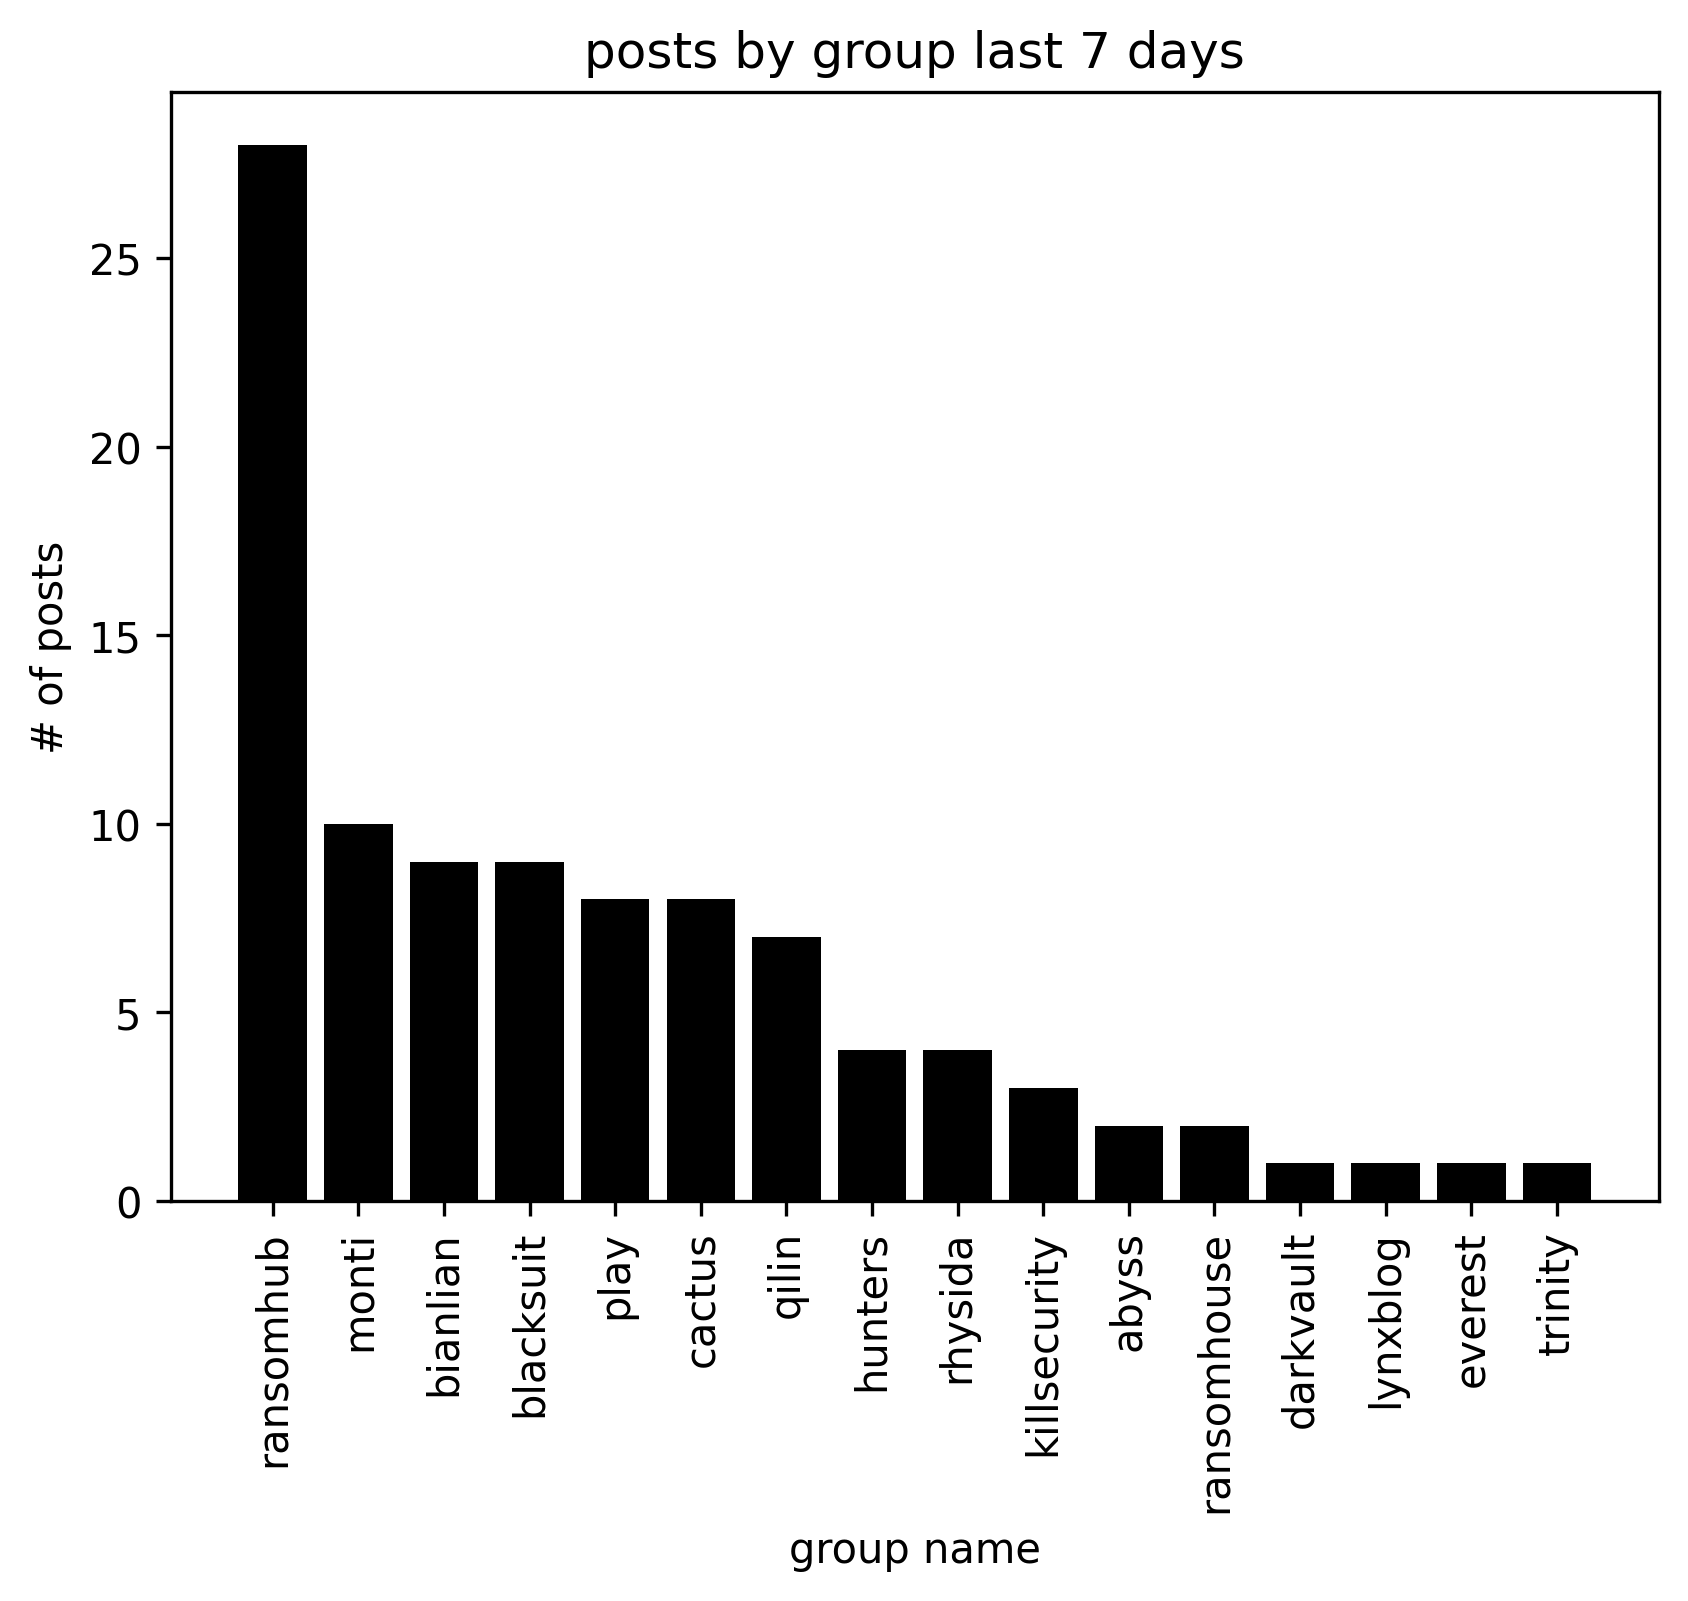 posts by group last 7 days
# of posts
25
20
15
10
5
0
ransomhub
monti
bianlian
blacksuit
play
cactus
qilin
hunters
rhysida
killsecurity
abyss
ransomhouse
darkvault
lynxblog
everest
trinity
group name